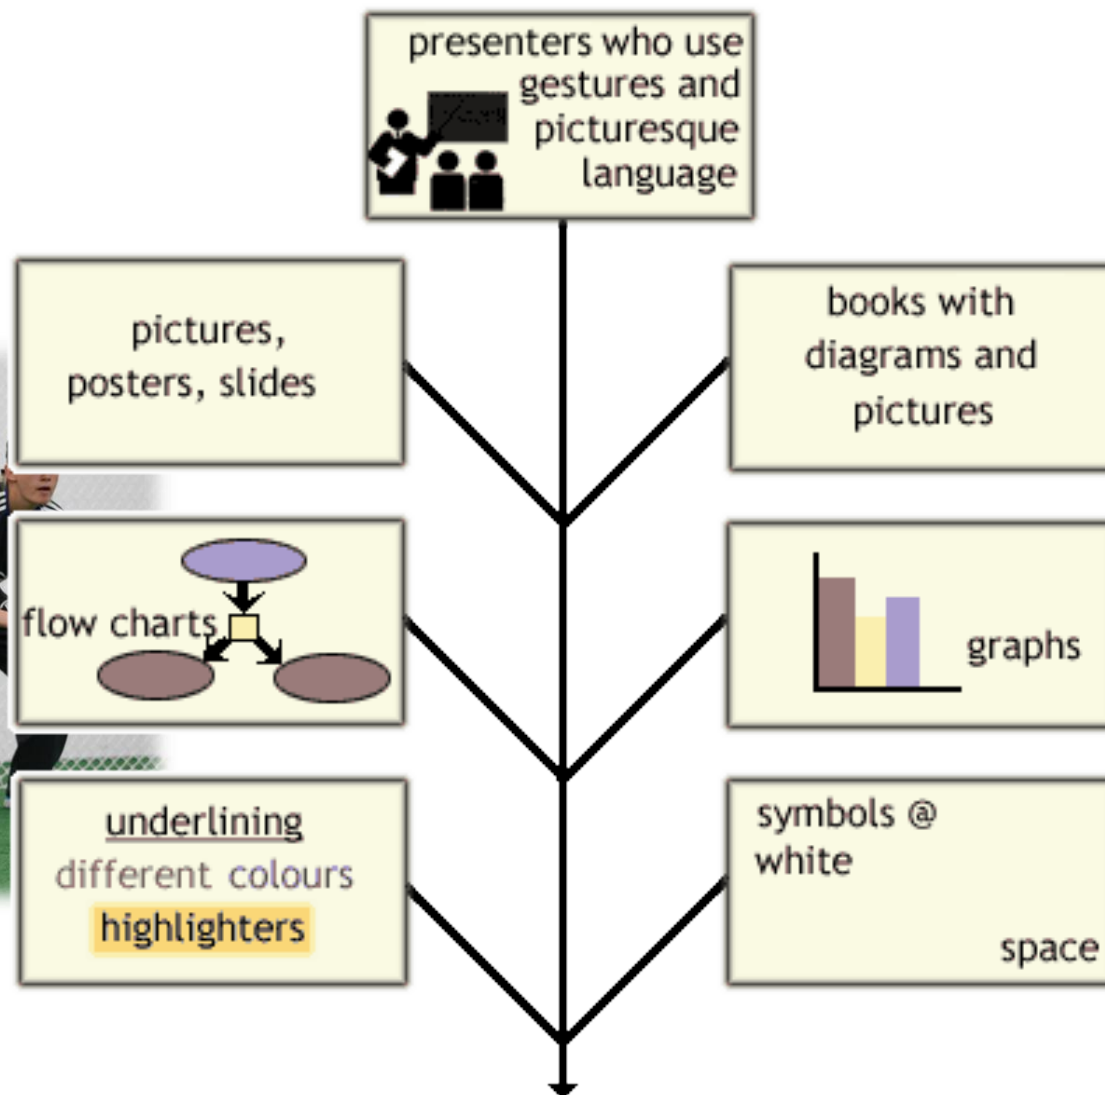 presenters who use
gestures and
picturesque
language
pictures,
posters, slides
books with
diagrams and
pictures
flow charts
graphs
underlining
different colours
highlighters
symbols @
white
space